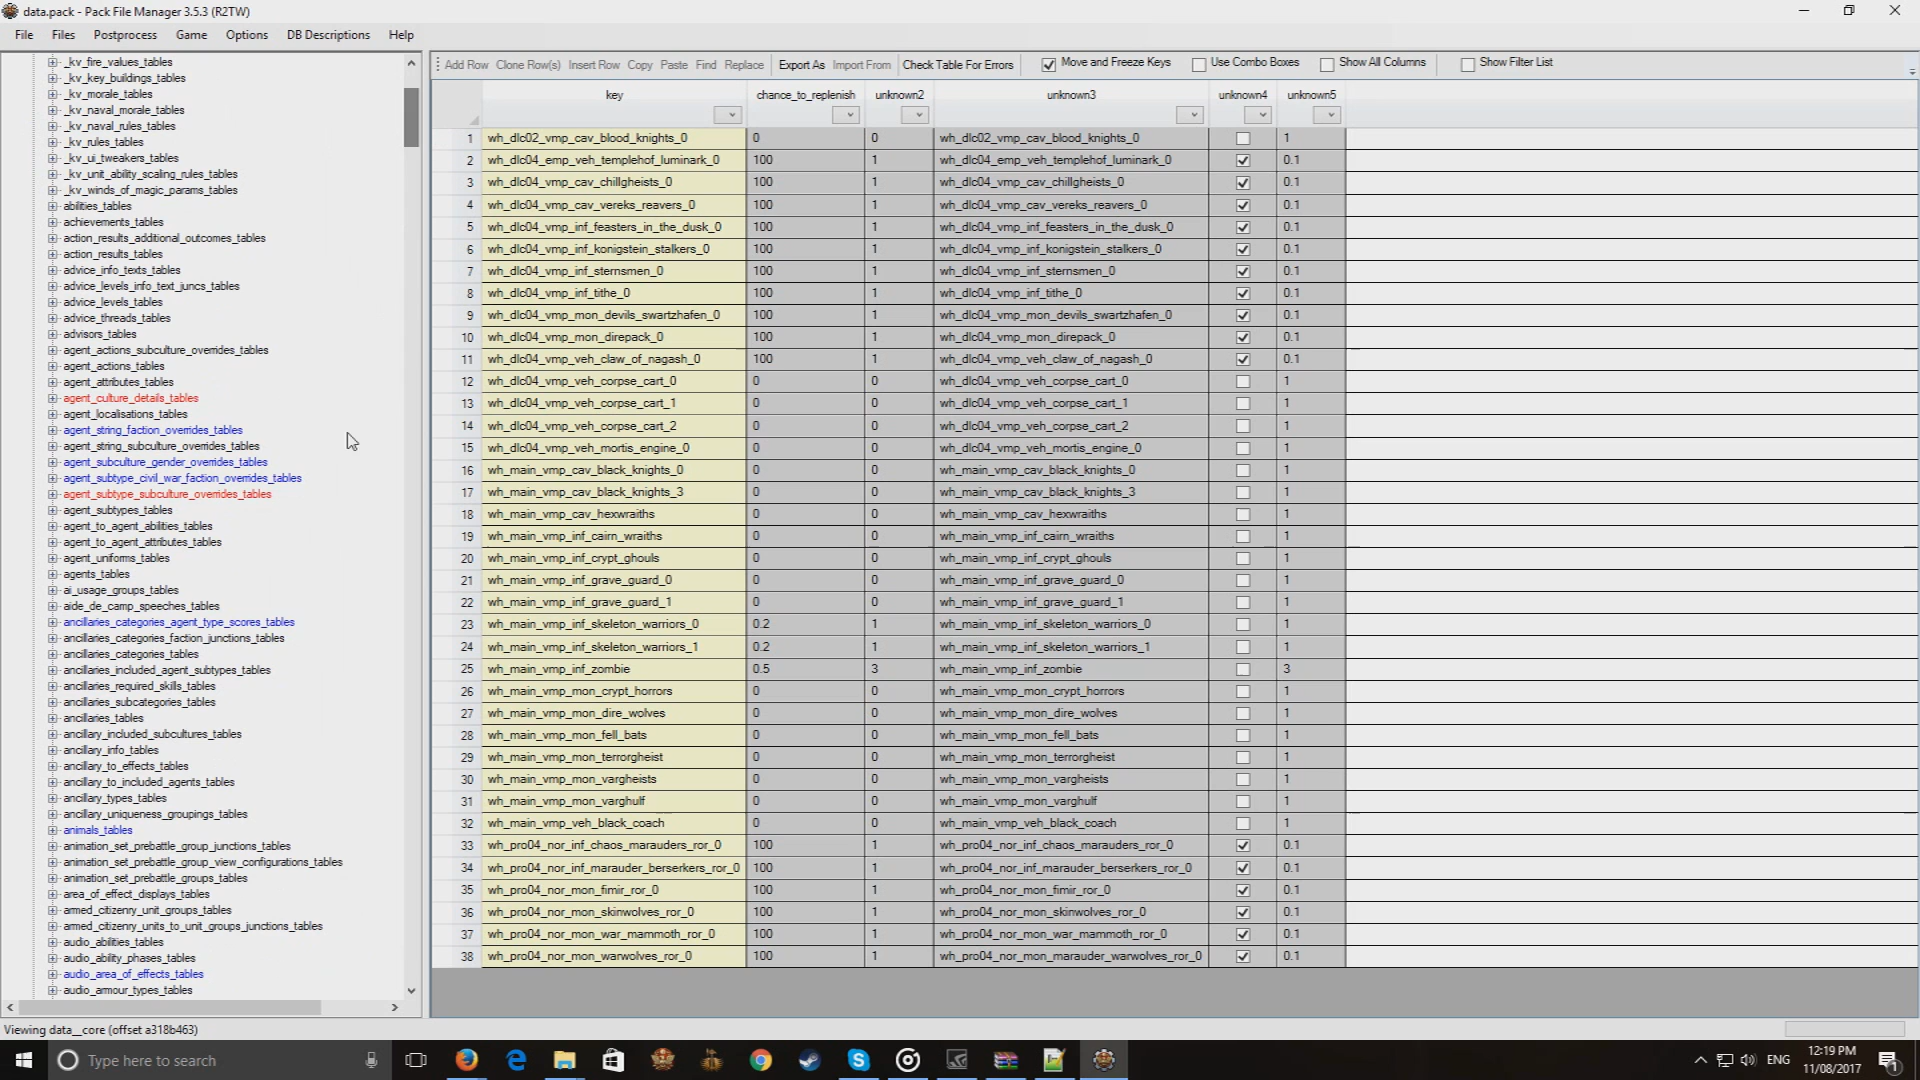 data.pack - Pack File Manager 3.5.3 (R2TW)
File Files Postprocess Game Options DB Descriptions Help
_kv_fire_values_tables
_kv_key_buildings_tables
_kv_morale_tables
_kv_naval_morale_tables
_kv_naval_rules_tables
_kv_rules_tables
_kv_ui_tweakers_tables
_kv_unit_ability_scaling_rules_tables
_kv_winds_of_magic_params_tables
abilities_tables
achievements_tables
action_results_additional_outcomes_tables
action_results_tables
advice_info_texts_tables
advice_levels_info_text_juncs_tables
advice_levels_tables
advice_threads_tables
advisors_tables
agent_actions_subculture_overrides_tables
agent_actions_tables
agent_attributes_tables
agent_culture_details_tables
agent_localisations_tables
agent_string_faction_overrides_tables
agent_string_subculture_overrides_tables
agent_subculture_gender_overrides_tables
agent_subtype_civil_war_faction_overrides_tables
agent_subtype_subculture_overrides_tables
agent_subtypes_tables
agent_to_agent_abilities_tables
agent_to_agent_attributes_tables
agent_uniforms_tables
agents_tables
ai_usage_groups_tables
aide_de_camp_speeches_tables
ancillaries_categories_agent_type_scores_tables
ancillaries_categories_faction_junctions_tables
ancillaries_categories_tables
ancillaries_included_agent_subtypes_tables
ancillaries_required_skills_tables
ancillaries_subcategories_tables
ancillaries_tables
ancillary_included_subcultures_tables
ancillary_info_tables
ancillary_to_effects_tables
ancillary_to_included_agents_tables
ancillary_types_tables
ancillary_uniqueness_groupings_tables
animals_tables
animation_set_prebattle_group_junctions_tables
animation_set_prebattle_group_view_configurations_tables
animation_set_prebattle_groups_tables
area_of_effect_displays_tables
armed_citizenry_unit_groups_tables
armed_citizenry_units_to_unit_groups_junctions_tables
audio_abilities_tables
audio_ability_phases_tables
audio_area_of_effects_tables
audio_armour_types_tables
Add Row Clone Row(s) Insert Row Copy Paste Find Replace Export As Import From Check Table For Errors Move and Freeze Keys Use Combo Boxes Show All Columns Show Filter List
key chance_to_replenish unknown2 unknown3 unknown4 unknown5
1 wh_dlc02_vmp_cav_blood_knights_0 0 0 wh_dlc02_vmp_cav_blood_knights_0 1
2 wh_dlc04_emp_veh_templehof_luminark_0 100 1 wh_dlc04_emp_veh_templehof_luminark_0 0.1
3 wh_dlc04_vmp_cav_chillgheists_0 100 1 wh_dlc04_vmp_cav_chillgheists_0 0.1
4 wh_dlc04_vmp_cav_vereks_reavers_0 100 1 wh_dlc04_vmp_cav_vereks_reavers_0 0.1
5 wh_dlc04_vmp_inf_feasters_in_the_dusk_0 100 1 wh_dlc04_vmp_inf_feasters_in_the_dusk_0 0.1
6 wh_dlc04_vmp_inf_konigstein_stalkers_0 100 1 wh_dlc04_vmp_inf_konigstein_stalkers_0 0.1
7 wh_dlc04_vmp_inf_sternsmen_0 100 1 wh_dlc04_vmp_inf_sternsmen_0 0.1
8 wh_dlc04_vmp_inf_tithe_0 100 1 wh_dlc04_vmp_inf_tithe_0 0.1
9 wh_dlc04_vmp_mon_devils_swartzhafen_0 100 1 wh_dlc04_vmp_mon_devils_swartzhafen_0 0.1
10 wh_dlc04_vmp_mon_direpack_0 100 1 wh_dlc04_vmp_mon_direpack_0 0.1
11 wh_dlc04_vmp_veh_claw_of_nagash_0 100 1 wh_dlc04_vmp_veh_claw_of_nagash_0 0.1
12 wh_dlc04_vmp_veh_corpse_cart_0 0 0 wh_dlc04_vmp_veh_corpse_cart_0 1
13 wh_dlc04_vmp_veh_corpse_cart_1 0 0 wh_dlc04_vmp_veh_corpse_cart_1 1
14 wh_dlc04_vmp_veh_corpse_cart_2 0 0 wh_dlc04_vmp_veh_corpse_cart_2 1
15 wh_dlc04_vmp_veh_mortis_engine_0 0 0 wh_dlc04_vmp_veh_mortis_engine_0 1
16 wh_main_vmp_cav_black_knights_0 0 0 wh_main_vmp_cav_black_knights_0 1
17 wh_main_vmp_cav_black_knights_3 0 0 wh_main_vmp_cav_black_knights_3 1
18 wh_main_vmp_cav_hexwraiths 0 0 wh_main_vmp_cav_hexwraiths 1
19 wh_main_vmp_inf_cairn_wraiths 0 0 wh_main_vmp_inf_cairn_wraiths 1
20 wh_main_vmp_inf_crypt_ghouls 0 0 wh_main_vmp_inf_crypt_ghouls 1
21 wh_main_vmp_inf_grave_guard_0 0 0 wh_main_vmp_inf_grave_guard_0 1
22 wh_main_vmp_inf_grave_guard_1 0 0 wh_main_vmp_inf_grave_guard_1 1
23 wh_main_vmp_inf_skeleton_warriors_0 0.2 1 wh_main_vmp_inf_skeleton_warriors_0 1
24 wh_main_vmp_inf_skeleton_warriors_1 0.2 1 wh_main_vmp_inf_skeleton_warriors_1 1
25 wh_main_vmp_inf_zombie 0.5 3 wh_main_vmp_inf_zombie 3
26 wh_main_vmp_mon_crypt_horrors 0 0 wh_main_vmp_mon_crypt_horrors 1
27 wh_main_vmp_mon_dire_wolves 0 0 wh_main_vmp_mon_dire_wolves 1
28 wh_main_vmp_mon_fell_bats 0 0 wh_main_vmp_mon_fell_bats 1
29 wh_main_vmp_mon_terrorgheist 0 0 wh_main_vmp_mon_terrorgheist 1
30 wh_main_vmp_mon_vargheists 0 0 wh_main_vmp_mon_vargheists 1
31 wh_main_vmp_mon_varghulf 0 0 wh_main_vmp_mon_varghulf 1
32 wh_main_vmp_veh_black_coach 0 0 wh_main_vmp_veh_black_coach 1
33 wh_pro04_nor_inf_chaos_marauders_ror_0 100 1 wh_pro04_nor_inf_chaos_marauders_ror_0 0.1
34 wh_pro04_nor_inf_marauder_berserkers_ror_0 100 1 wh_pro04_nor_inf_marauder_berserkers_ror_0 0.1
35 wh_pro04_nor_mon_fimir_ror_0 100 1 wh_pro04_nor_mon_fimir_ror_0 0.1
36 wh_pro04_nor_mon_skinwolves_ror_0 100 1 wh_pro04_nor_mon_skinwolves_ror_0 0.1
37 wh_pro04_nor_mon_war_mammoth_ror_0 100 1 wh_pro04_nor_mon_war_mammoth_ror_0 0.1
38 wh_pro04_nor_mon_warwolves_ror_0 100 1 wh_pro04_nor_mon_marauder_warwolves_ror_0 0.1
Viewing data__core (offset a318b463)
Type here to search
ENG
12:19 PM
11/08/2017
1